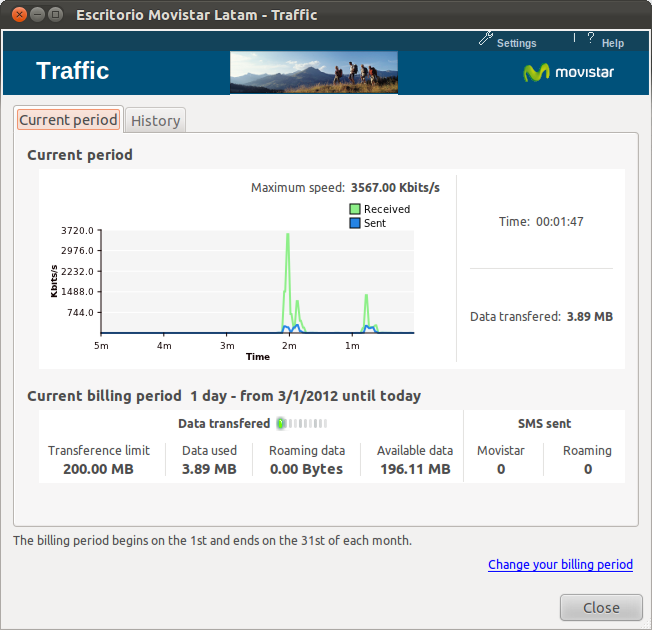 Escritorio Movistar Latam - Traffic
Settings
? Help
Traffic
movistar
Current period
History
Current period
Maximum speed: 3567.00 Kbits/s
Received
Sent
3720.0
2976.0
2232.0
1488.0
744.0
Kbits/s
5m 4m 3m 2m 1m
Time
Time: 00:01:47
Data transfered: 3.89 MB
Current billing period 1 day - from 3/1/2012 until today
Data transfered
SMS sent
Transference limit Data used Roaming data Available data Movistar Roaming
200.00 MB 3.89 MB 0.00 Bytes 196.11 MB 0 0
The billing period begins on the 1st and ends on the 31st of each month.
Change your billing period
Close